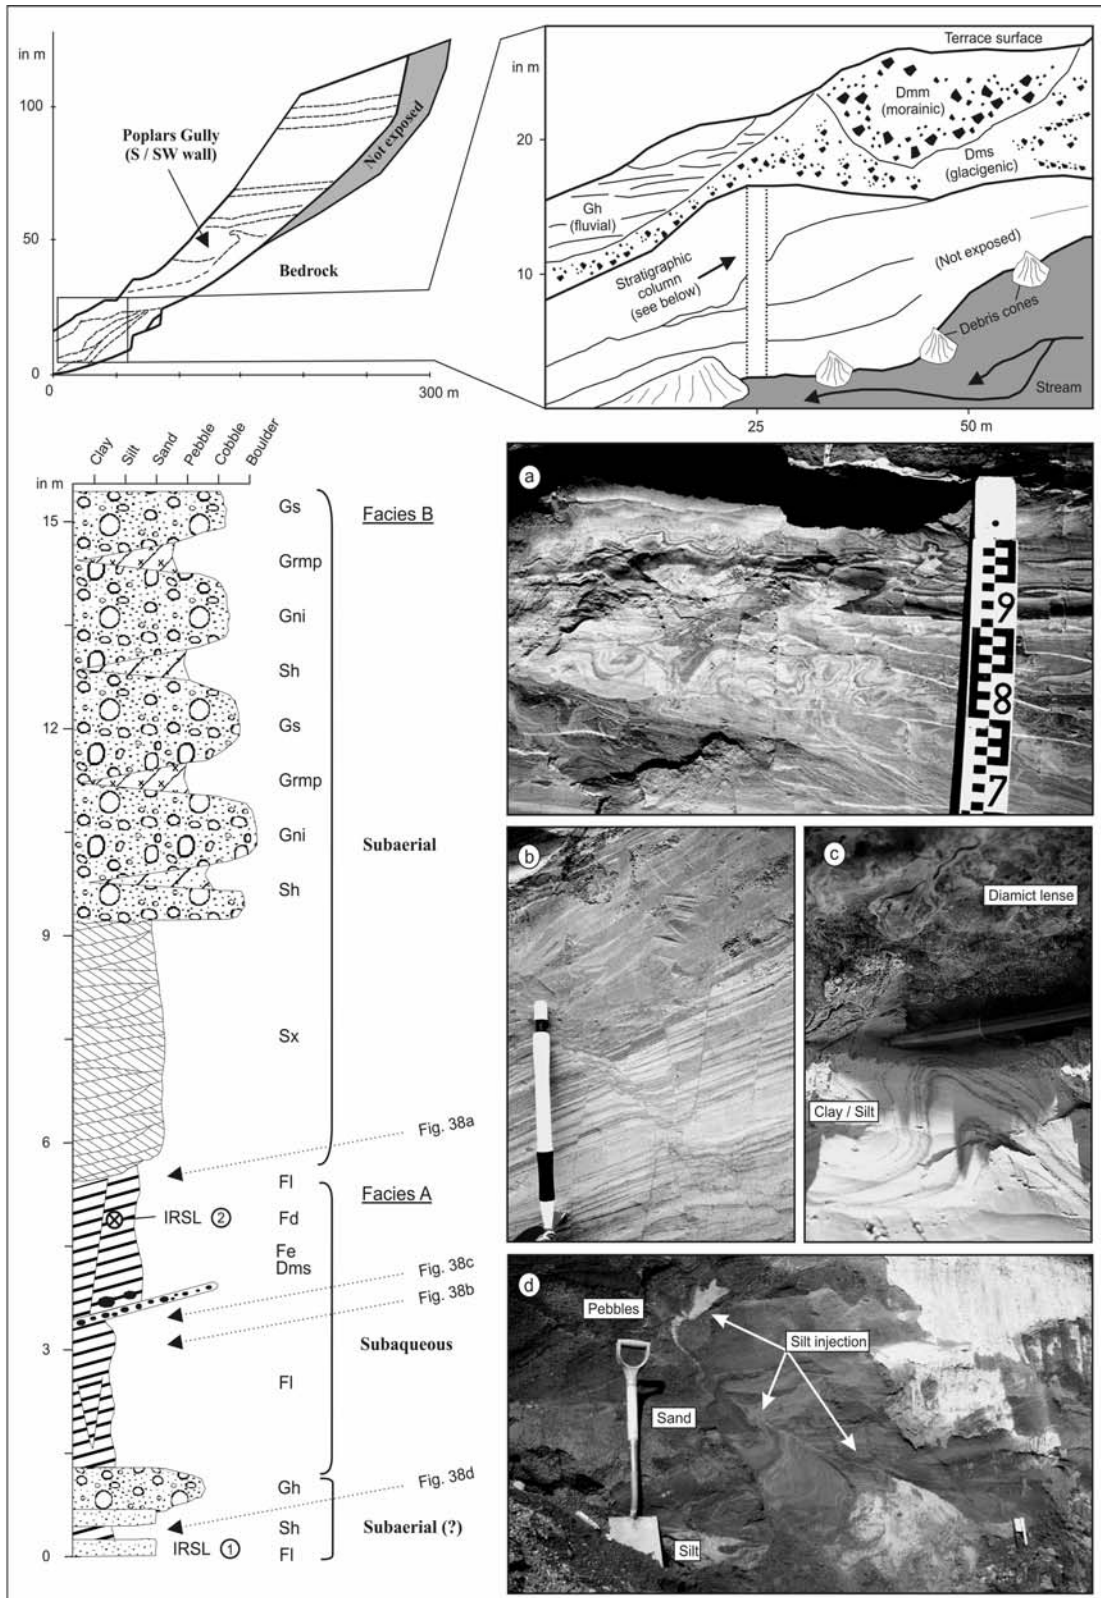 in m
100
50
0
Poplars Gully
(S / SW wall)
Not exposed
Bedrock
0
300 m
in m
20
10
Terrace surface
Dmm
(morainic)
Dms
(glacigenic)
Gh
(fluvial)
Stratigraphic
column
(see below)
(Not exposed)
Debris cones
Stream
25
50 m
Clay
Silt
Sand
Pebble
Cobble
Boulder
in m
15
12
9
6
3
0
Gs
Grmp
Gni
Sh
Gs
Grmp
Gni
Sh
Sx
Fl
Fd
Fe
Dms
Fl
Gh
Sh
Fl
Facies B
Subaerial
Fig. 38a
Facies A
IRSL 2
Fig. 38c
Fig. 38b
Subaqueous
Fig. 38d
Subaerial (?)
IRSL 1
a
9
8
7
b
c
Diamict lense
Clay / Silt
d
Pebbles
Silt injection
Sand
Silt